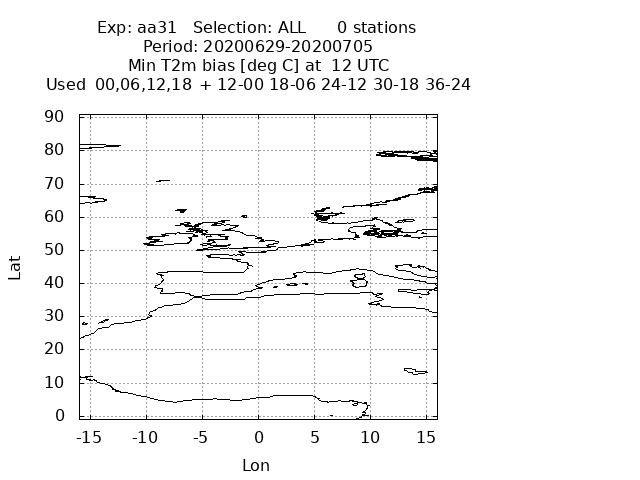 Exp: aa31   Selection: ALL      0 stations
Period: 20200629-20200705
Min T2m bias [deg C] at  12 UTC
Used  00,06,12,18  + 12-00 18-06 24-12 30-18 36-24
90
80
70
60
50
40
30
20
10
0
Lat
-15 -10 -5 0 5 10 15
Lon